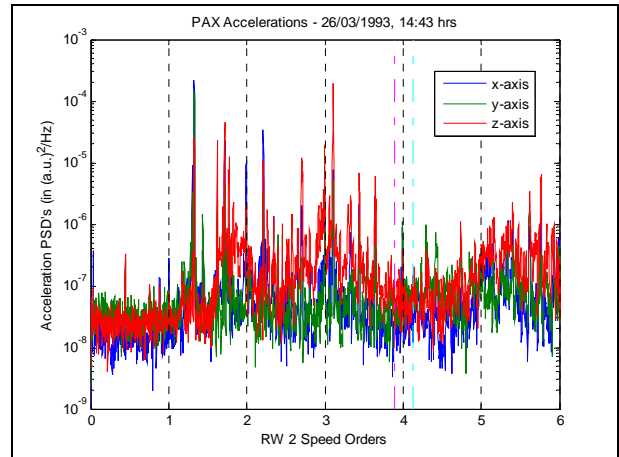 PAX Accelerations - 26/03/1993, 14:43 hrs
Acceleration PSD's (in (a.u.)²/Hz)
10⁻³
10⁻⁴
10⁻⁵
10⁻⁶
10⁻⁷
10⁻⁸
10⁻⁹
x-axis
y-axis
z-axis
0 1 2 3 4 5 6
RW 2 Speed Orders